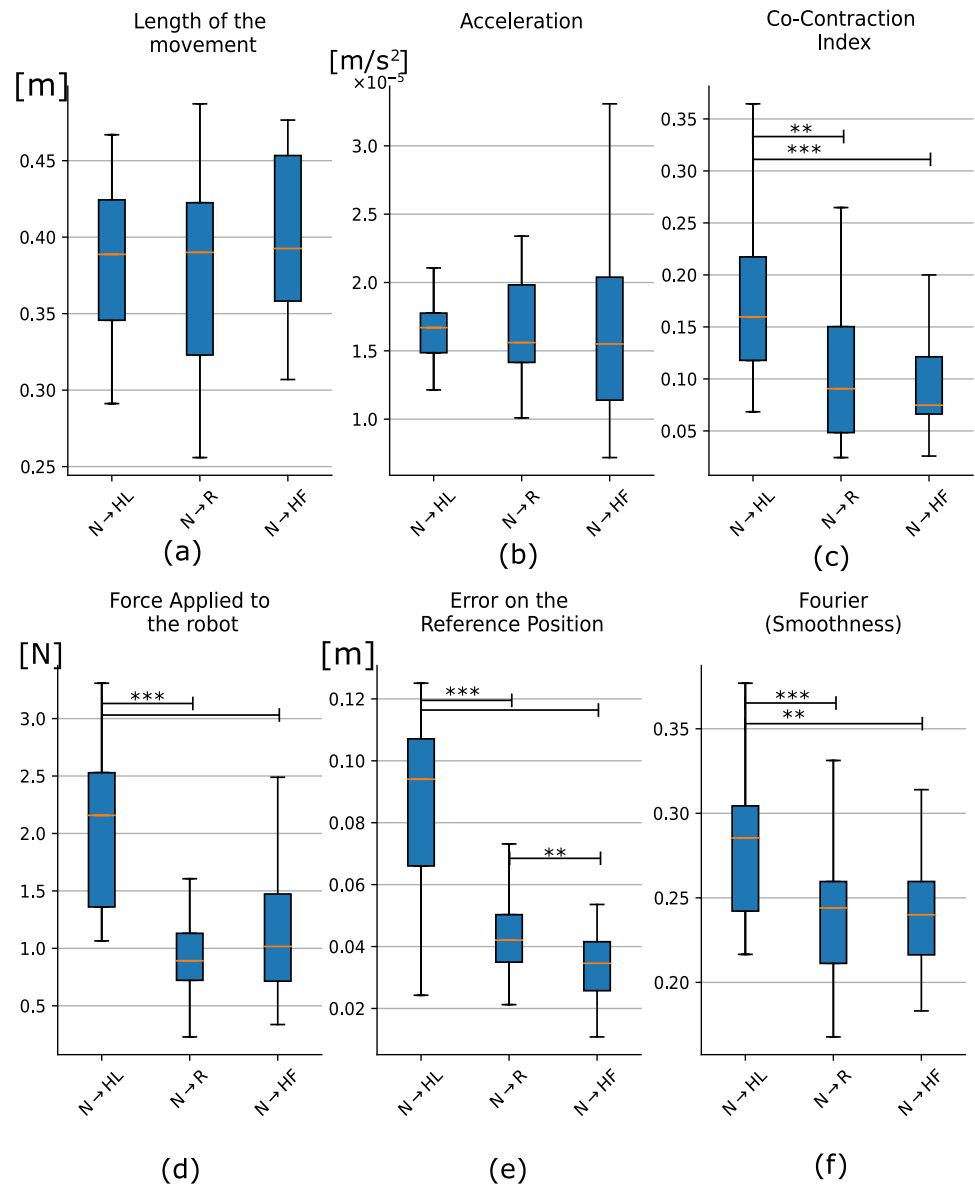 Length of the
movement
[m]
0.45
0.40
0.35
0.30
0.25
N→HL
N→R
N→HF
(a)
Acceleration
[m/s²]
×10⁻⁵
3.0
2.5
2.0
1.5
1.0
N→HL
N→R
N→HF
(b)
Co-Contraction
Index
0.35
0.30
0.25
0.20
0.15
0.10
0.05
**
***
N→HL
N→R
N→HF
(c)
Force Applied to
the robot
[N]
3.0
2.5
2.0
1.5
1.0
0.5
***
N→HL
N→R
N→HF
(d)
Error on the
Reference Position
[m]
0.12
0.10
0.08
0.06
0.04
0.02
***
**
N→HL
N→R
N→HF
(e)
Fourier
(Smoothness)
0.35
0.30
0.25
0.20
***
**
N→HL
N→R
N→HF
(f)